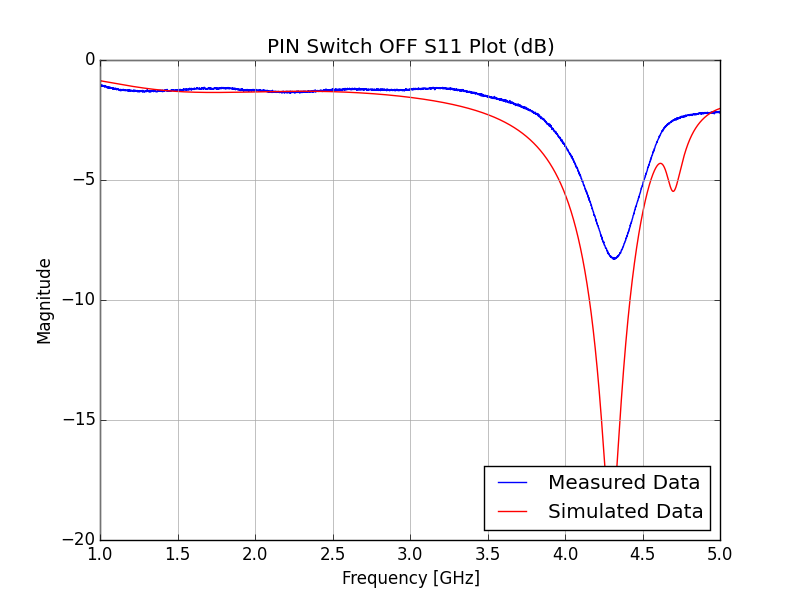 PIN Switch OFF S11 Plot (dB)
0
−5
−10
−15
−20
Magnitude
Measured Data
Simulated Data
1.0 1.5 2.0 2.5 3.0 3.5 4.0 4.5 5.0
Frequency [GHz]